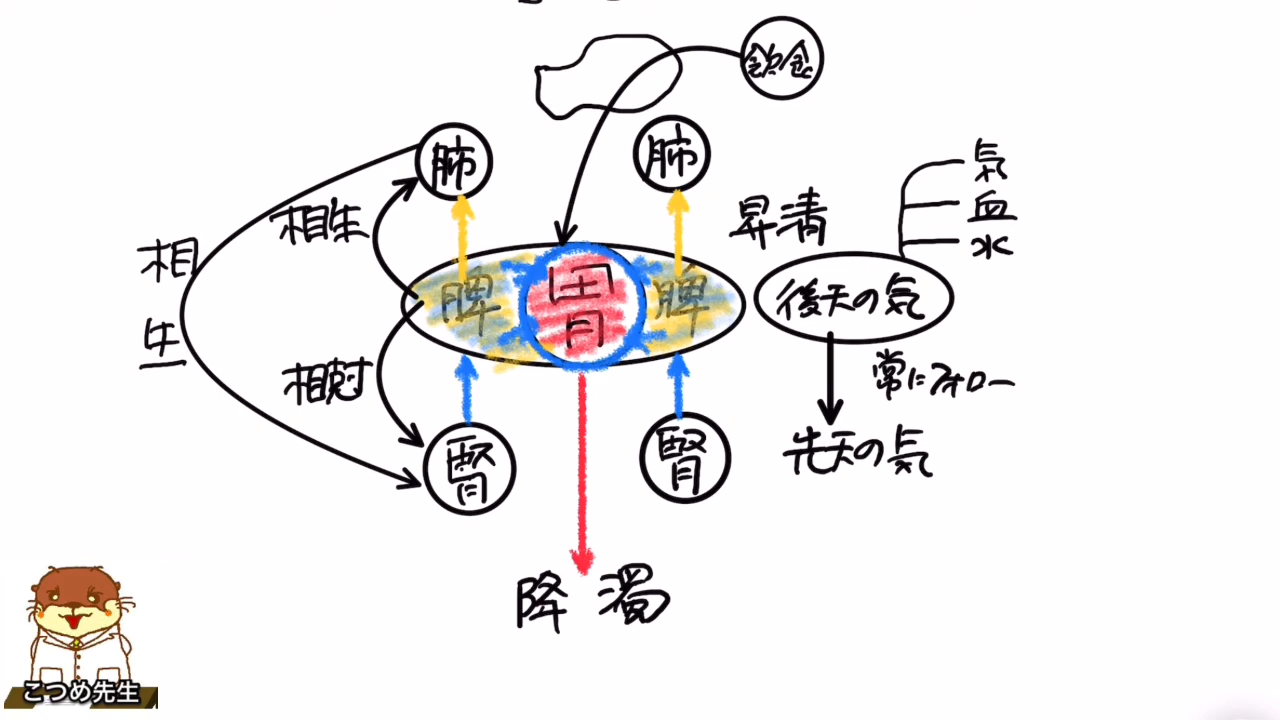 飲食
肺
肺
気
血
水
相生
昇清
相生
脾
胃
脾
後天の気
相剋
常にフォロー
腎
腎
先天の気
降濁
こつめ先生